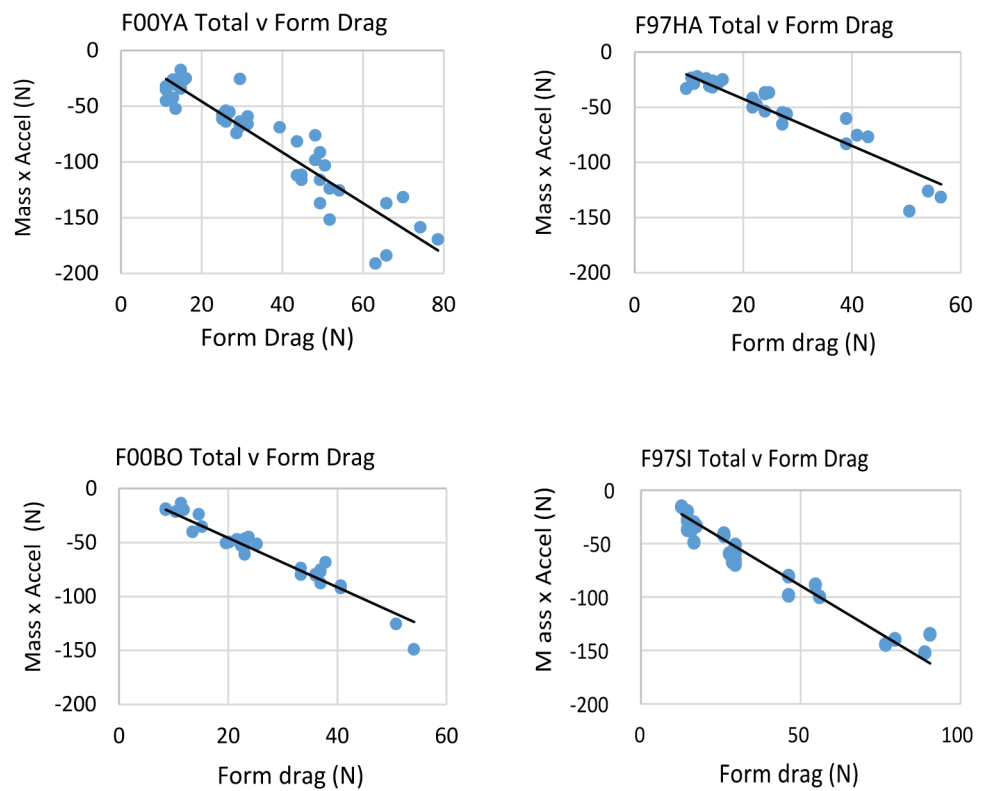 F00YA Total v Form Drag
Mass x Accel (N)
0
-50
-100
-150
-200
0 20 40 60 80
Form Drag (N)
F97HA Total v Form Drag
Mass x Accel (N)
0
-50
-100
-150
-200
0 20 40 60
Form drag (N)
F00BO Total v Form Drag
Mass x Accel (N)
0
-50
-100
-150
-200
0 20 40 60
Form drag (N)
F97SI Total v Form Drag
M ass x Accel (N)
0
-50
-100
-150
-200
0 50 100
Form drag (N)